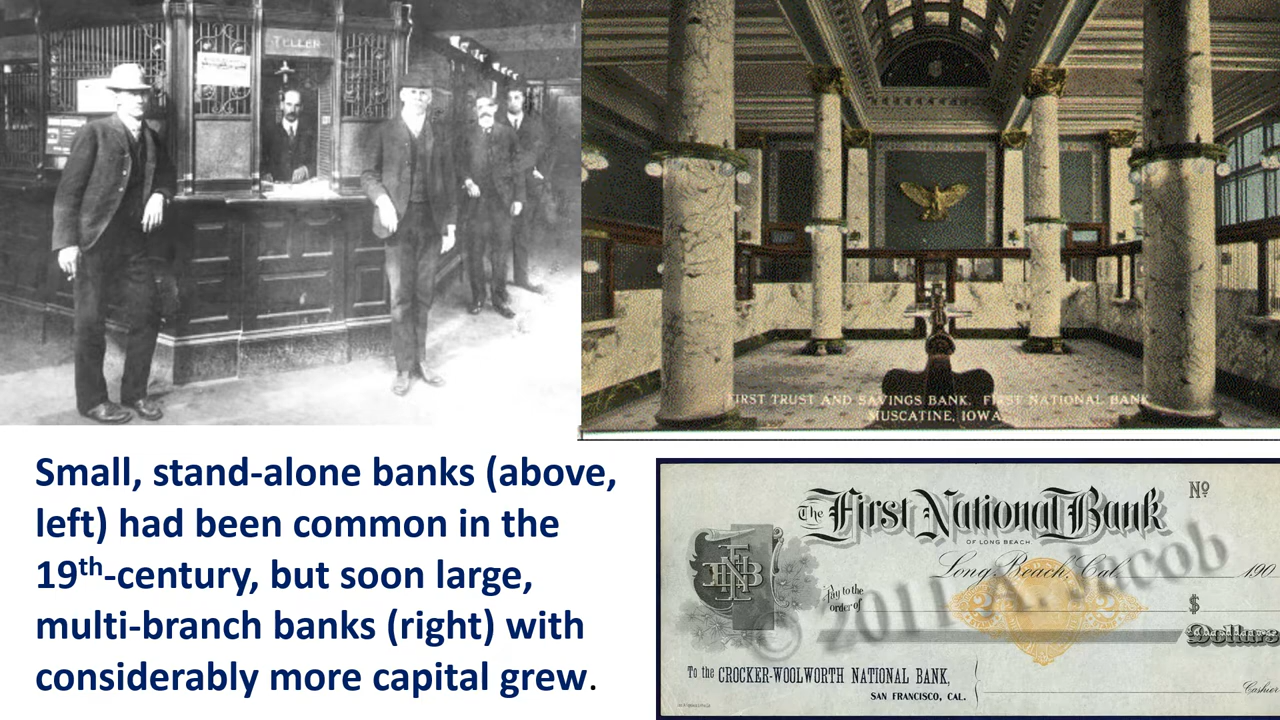 TELLER
FIRST TRUST AND SAVINGS BANK. FIRST NATIONAL BANK
MUSCATINE, IOWA.
Small, stand-alone banks (above,
left) had been common in the
19th-century, but soon large,
multi-branch banks (right) with
considerably more capital grew.
Nº
The First National Bank
OF LONG BEACH.
Long Beach, Cal. 190
Pay to the
order of
$
Dollars
© 2011 A. Jacob
To the CROCKER-WOOLWORTH NATIONAL BANK,
SAN FRANCISCO, CAL.
Cashier